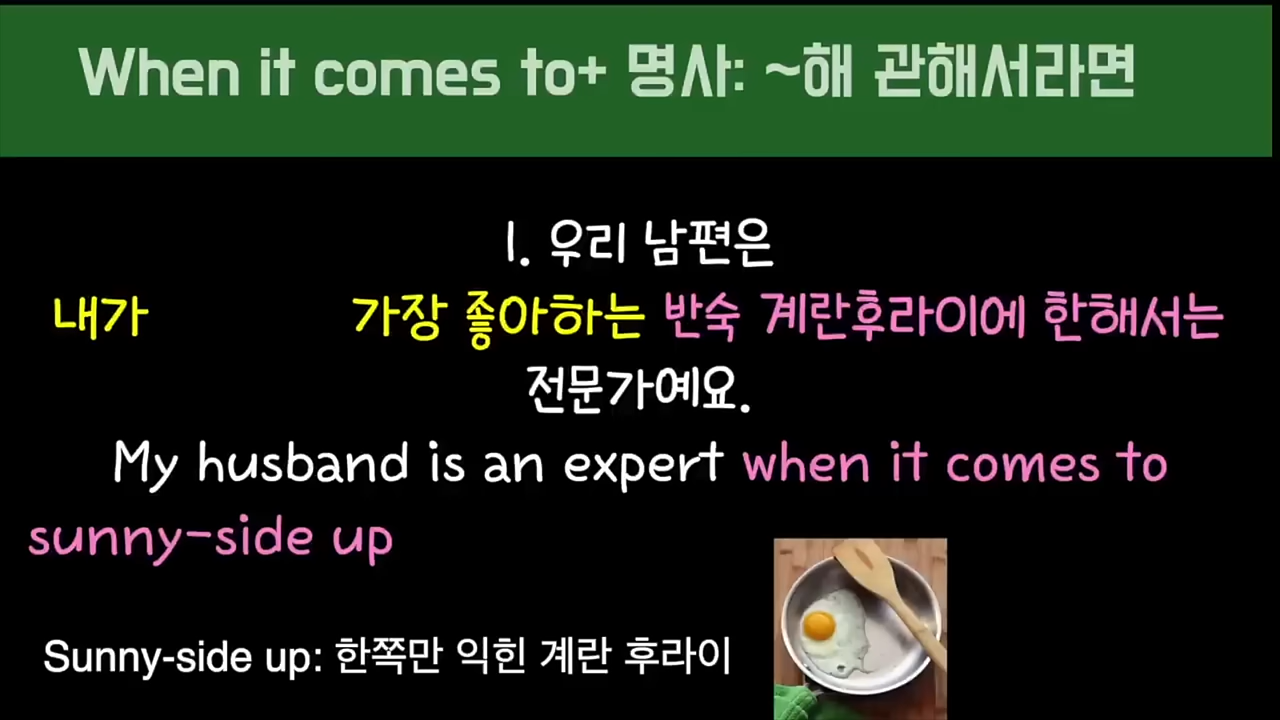 When it comes to+ 명사: ~해 관해서라면
1. 우리 남편은
내가 가장 좋아하는 반숙 계란후라이에 한해서는
전문가예요.
My husband is an expert when it comes to
sunny-side up
Sunny-side up: 한쪽만 익힌 계란 후라이